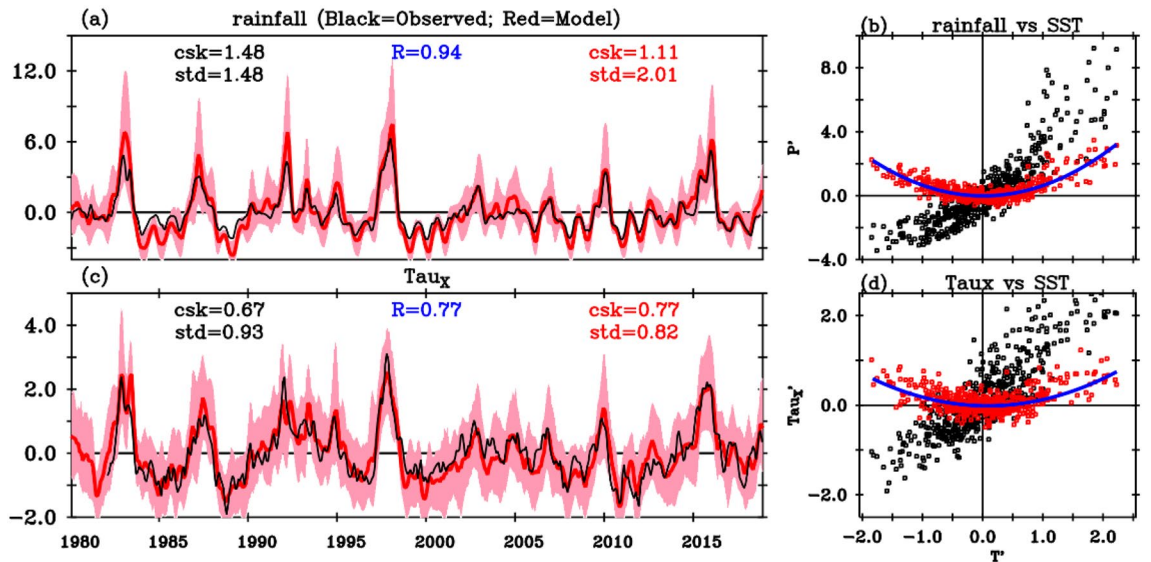 (a) rainfall (Black=Observed; Red=Model)
csk=1.48 R=0.94 csk=1.11
std=1.48 std=2.01
12.0
6.0
0.0
(b) rainfall vs SST
8.0
4.0
0.0
-4.0
P'
(c) Taux
csk=0.67 R=0.77 csk=0.77
std=0.93 std=0.82
4.0
2.0
0.0
-2.0
1980 1985 1990 1995 2000 2005 2010 2015
(d) Taux vs SST
2.0
0.0
-2.0
Taux'
-2.0 -1.0 0.0 1.0 2.0
T'